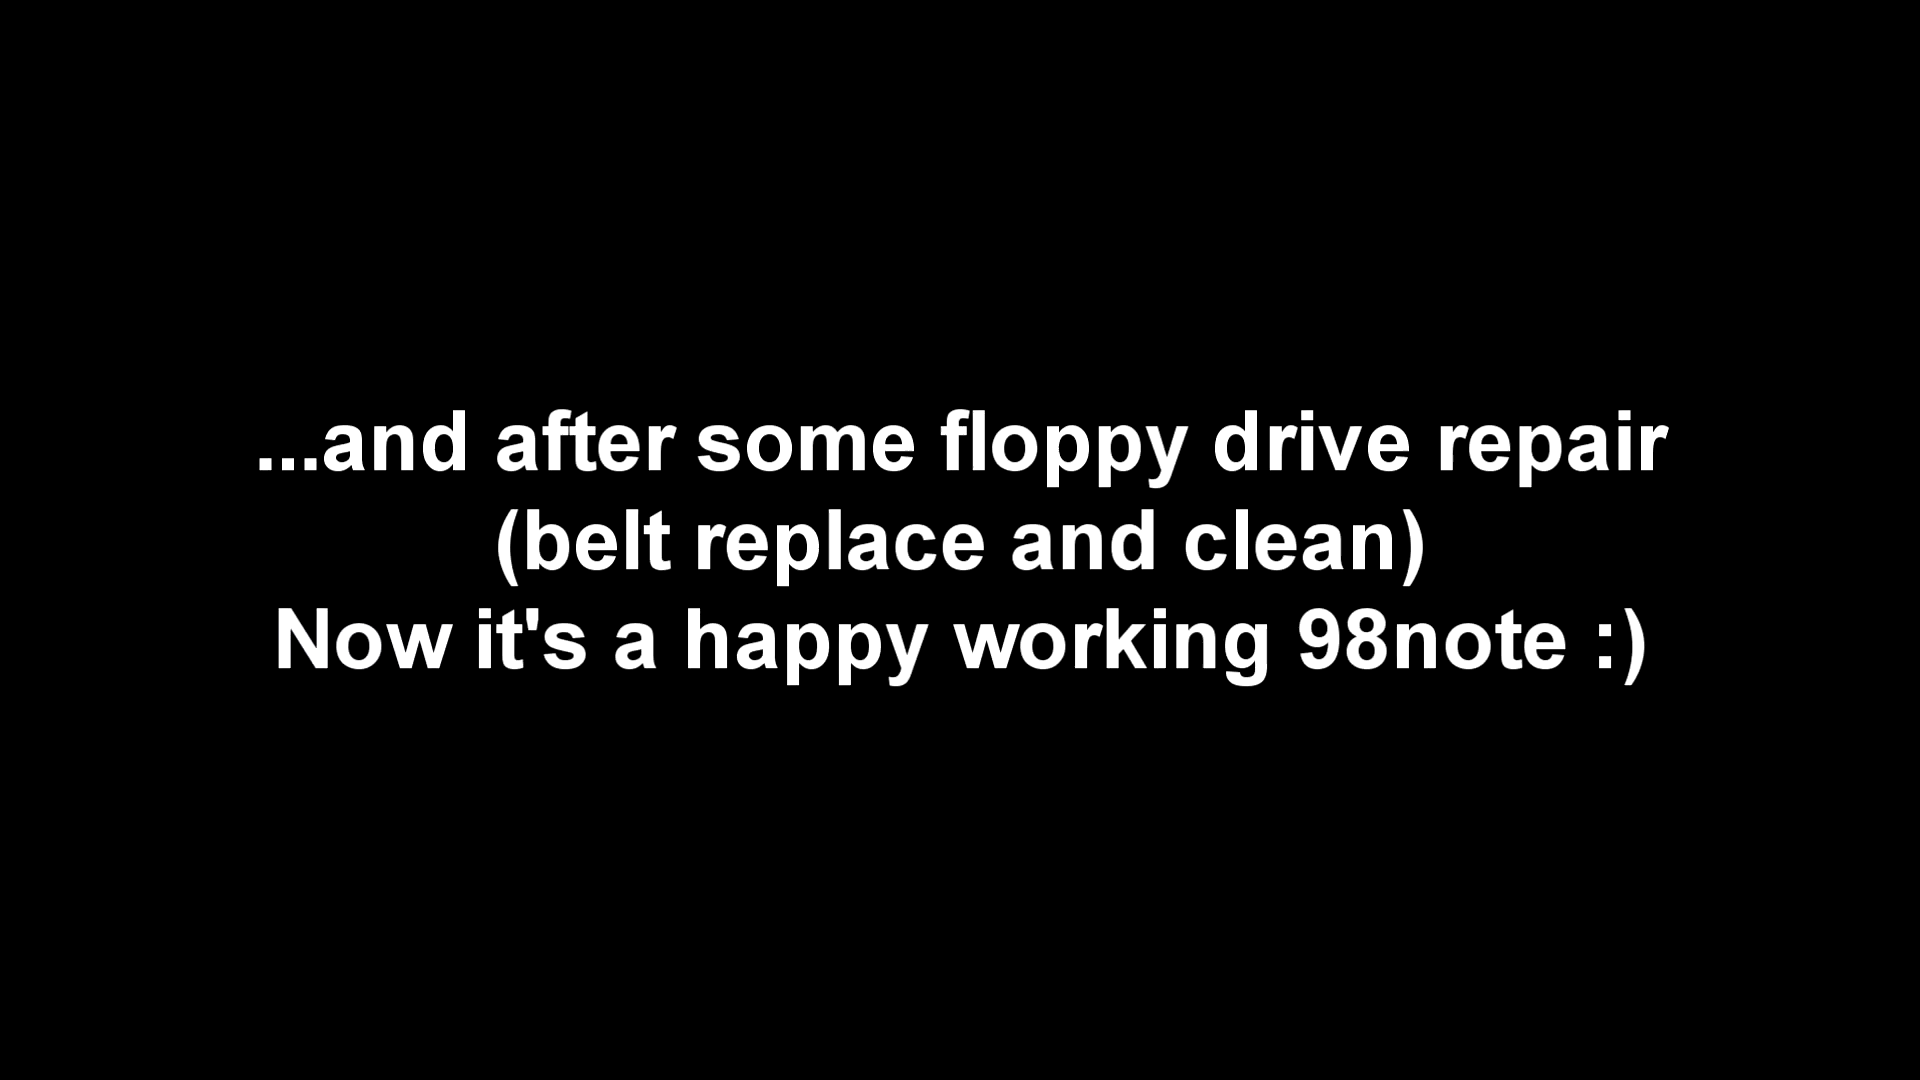 ...and after some floppy drive repair
(belt replace and clean)
Now it's a happy working 98note :)